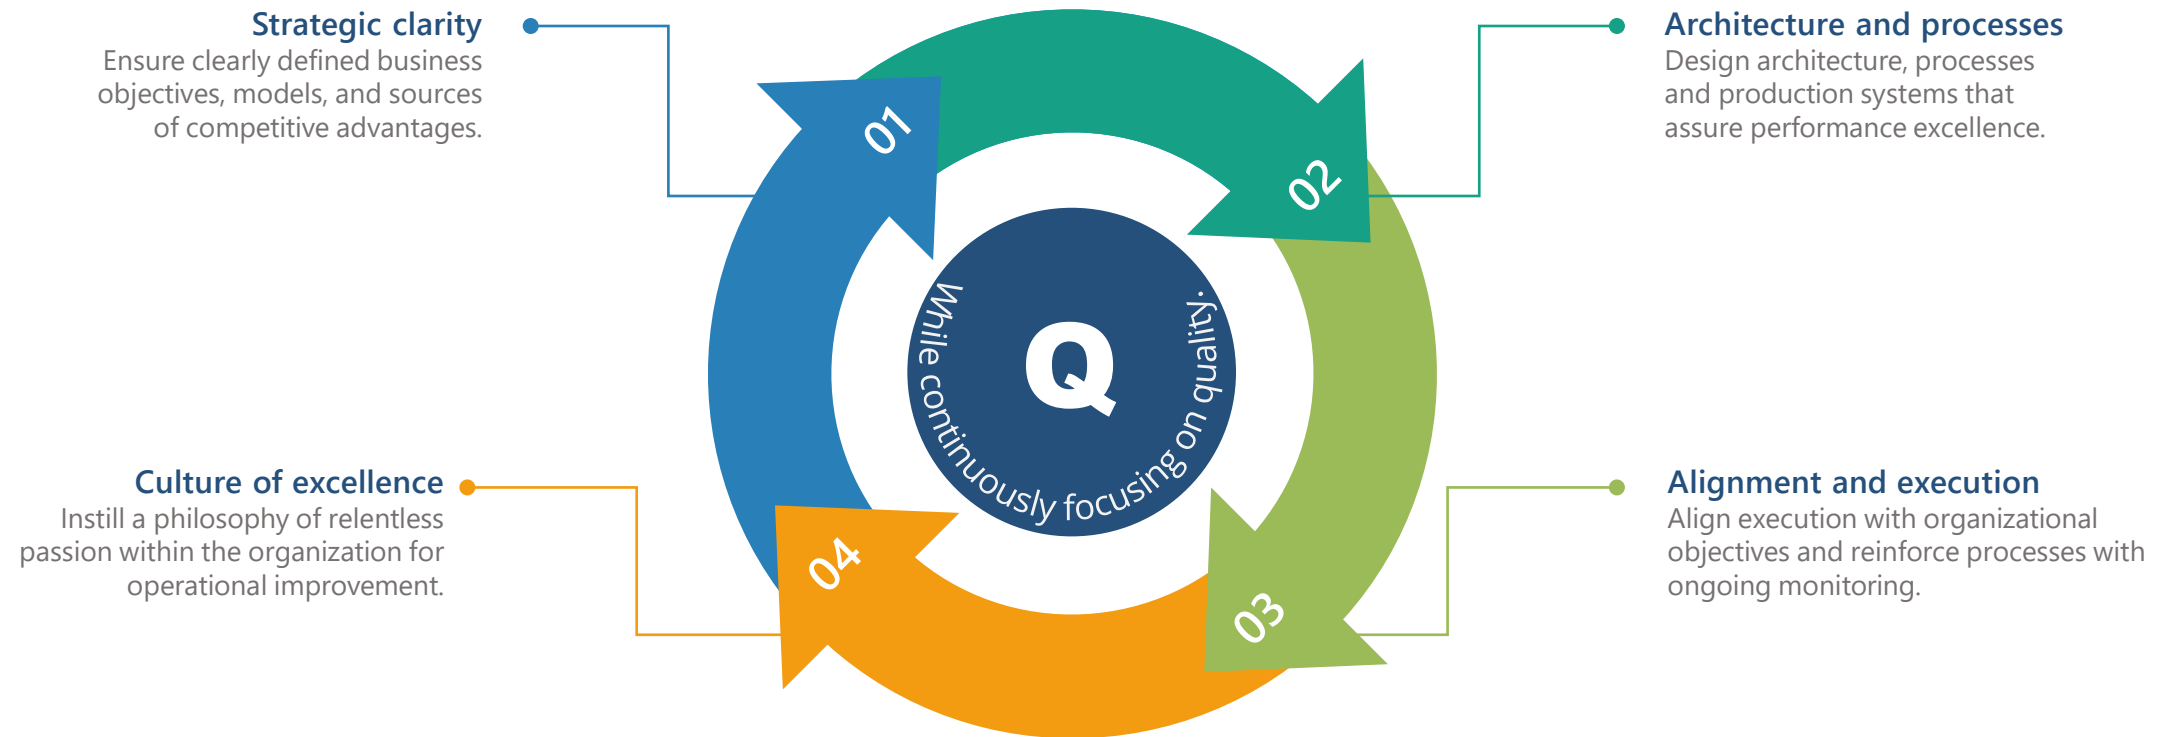 Strategic clarity
Ensure clearly defined business
objectives, models, and sources
of competitive advantages.
01
Architecture and processes
Design architecture, processes
and production systems that
assure performance excellence.
02
Q
While continuously focusing on quality.
Culture of excellence
Instill a philosophy of relentless
passion within the organization for
operational improvement.
04
Alignment and execution
Align execution with organizational
objectives and reinforce processes with
ongoing monitoring.
03